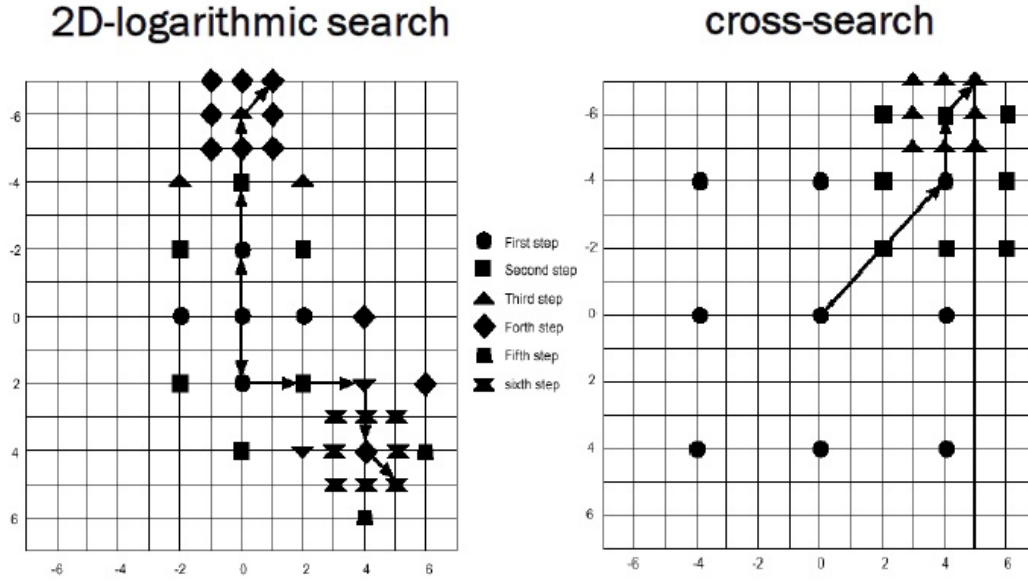 2D-logarithmic search
cross-search
-6
-4
-2
0
2
4
6
-6 -4 -2 0 2 4 6
First step
Second step
Third step
Forth step
Fifth step
sixth step
-6
-4
-2
0
2
4
6
-6 -4 -2 0 2 4 6